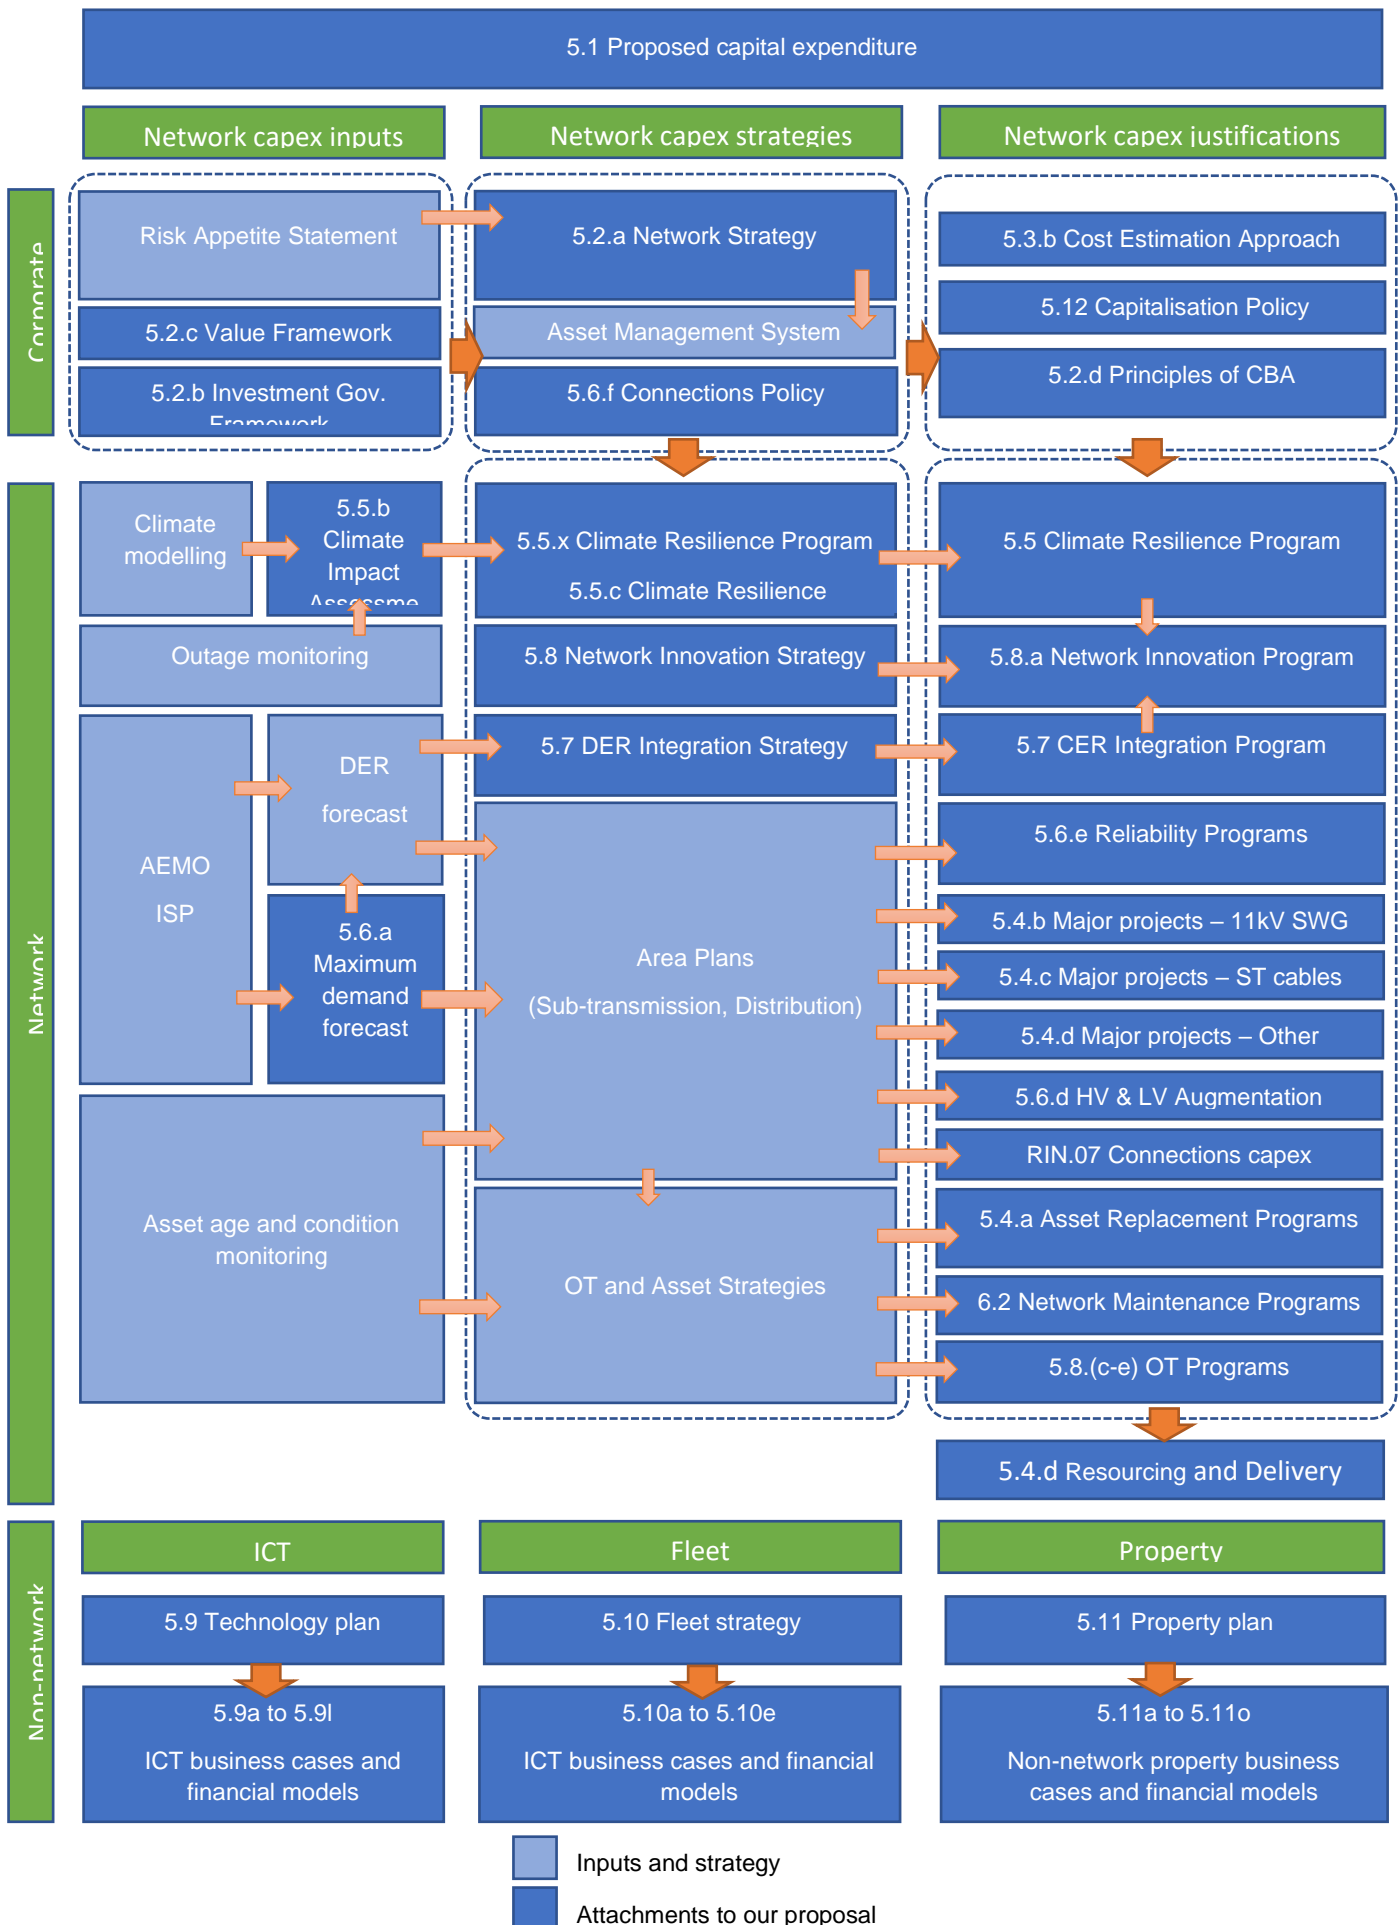 5.1 Proposed capital expenditure
Network capex inputs
Network capex strategies
Network capex justifications
Corporate
Risk Appetite Statement
5.2.c Value Framework
5.2.b Investment Gov.
Framework
5.2.a Network Strategy
Asset Management System
5.6.f Connections Policy
5.3.b Cost Estimation Approach
5.12 Capitalisation Policy
5.2.d Principles of CBA
Network
Climate
modelling
5.5.b
Climate
Impact
Assessme
Outage monitoring
AEMO
ISP
DER
forecast
5.6.a
Maximum
demand
forecast
Asset age and condition
monitoring
5.5.x Climate Resilience Program
5.5.c Climate Resilience
5.8 Network Innovation Strategy
5.7 DER Integration Strategy
Area Plans
(Sub-transmission, Distribution)
OT and Asset Strategies
5.5 Climate Resilience Program
5.8.a Network Innovation Program
5.7 CER Integration Program
5.6.e Reliability Programs
5.4.b Major projects – 11kV SWG
5.4.c Major projects – ST cables
5.4.d Major projects – Other
5.6.d HV & LV Augmentation
RIN.07 Connections capex
5.4.a Asset Replacement Programs
6.2 Network Maintenance Programs
5.8.(c-e) OT Programs
5.4.d Resourcing and Delivery
Non-network
ICT
Fleet
Property
5.9 Technology plan
5.10 Fleet strategy
5.11 Property plan
5.9a to 5.9l
ICT business cases and
financial models
5.10a to 5.10e
ICT business cases and financial
models
5.11a to 5.11o
Non-network property business
cases and financial models
Inputs and strategy
Attachments to our proposal